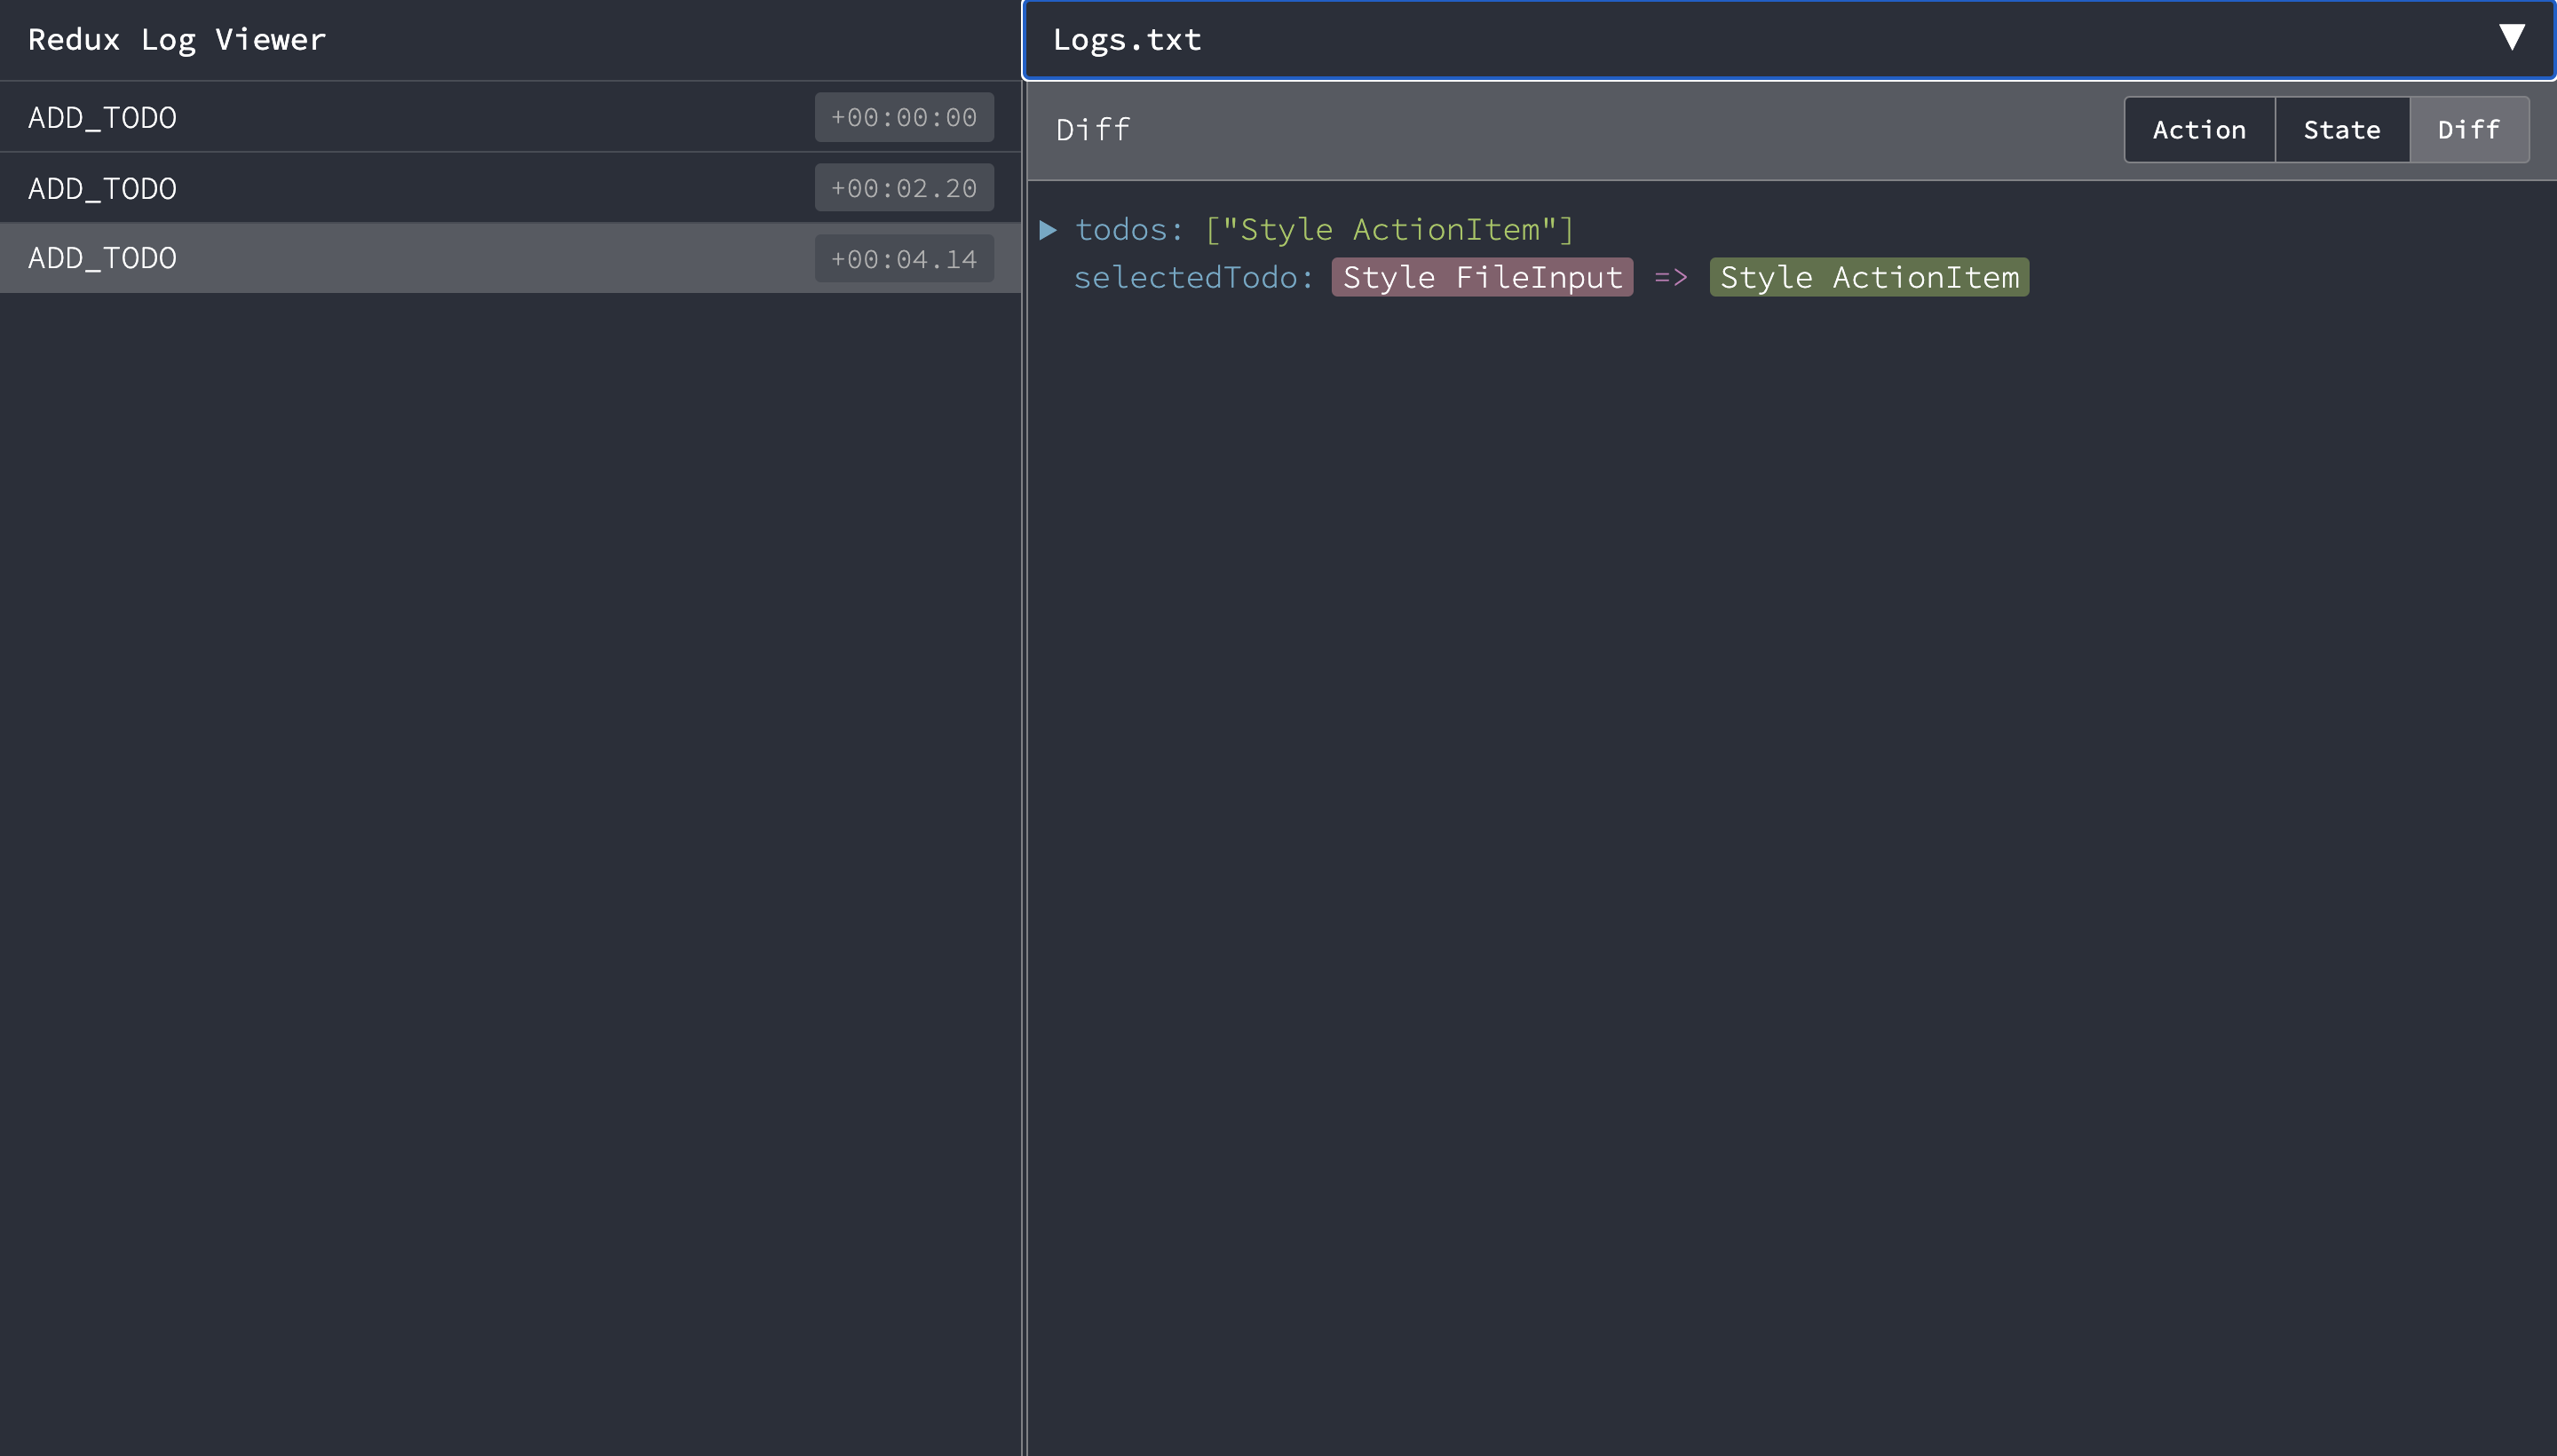 Redux Log Viewer
ADD_TODO +00:00:00
ADD_TODO +00:02.20
ADD_TODO +00:04.14
Logs.txt ▼
Diff Action State Diff
▶ todos: ["Style ActionItem"]
selectedTodo: Style FileInput => Style ActionItem